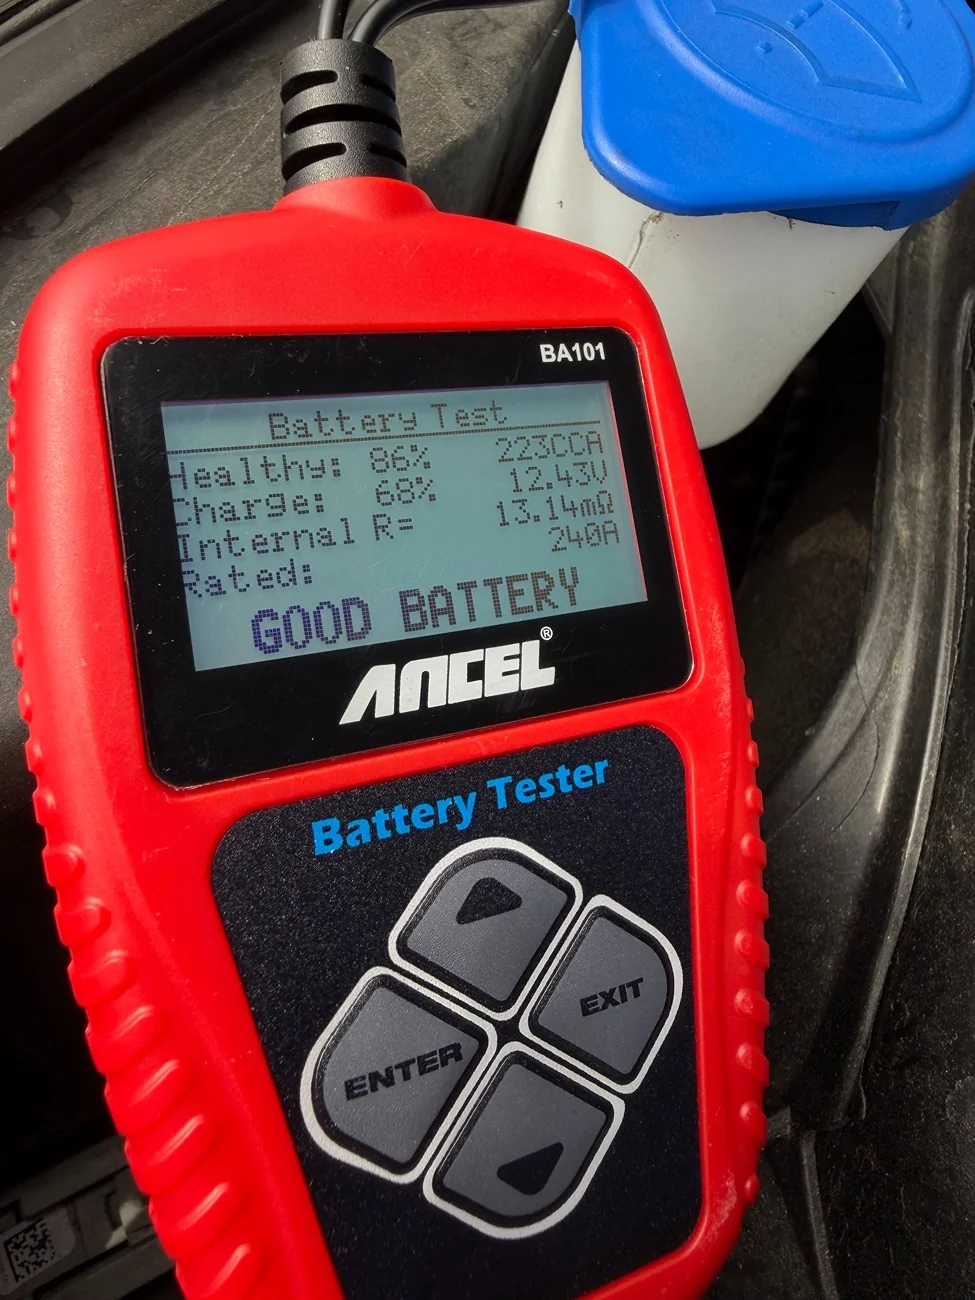 BA101
Battery Test
Healthy: 86% 223CCA
Charge: 68% 12.43V
Internal R= 13.14mΩ
Rated: 240A
GOOD BATTERY
ANCEL®
Battery Tester
EXIT
ENTER